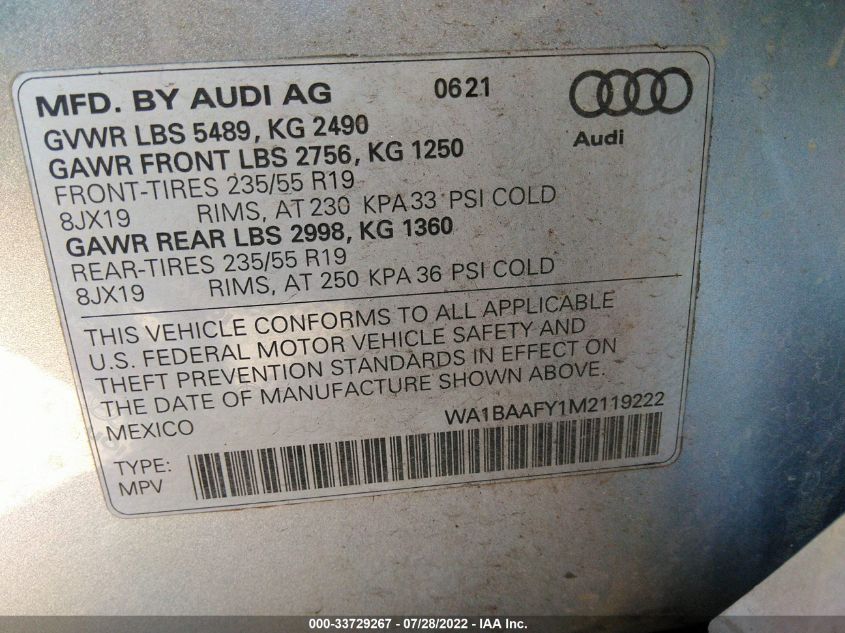 MFD. BY AUDI AG 0621
Audi
GVWR LBS 5489, KG 2490
GAWR FRONT LBS 2756, KG 1250
FRONT-TIRES 235/55 R19
8JX19 RIMS, AT 230 KPA 33 PSI COLD
GAWR REAR LBS 2998, KG 1360
REAR-TIRES 235/55 R19
8JX19 RIMS, AT 250 KPA 36 PSI COLD
THIS VEHICLE CONFORMS TO ALL APPLICABLE
U.S. FEDERAL MOTOR VEHICLE SAFETY AND
THEFT PREVENTION STANDARDS IN EFFECT ON
THE DATE OF MANUFACTURE SHOWN ABOVE.
MEXICO WA1BAAFY1M2119222
TYPE:
MPV
000-33729267 - 07/28/2022 - IAA Inc.